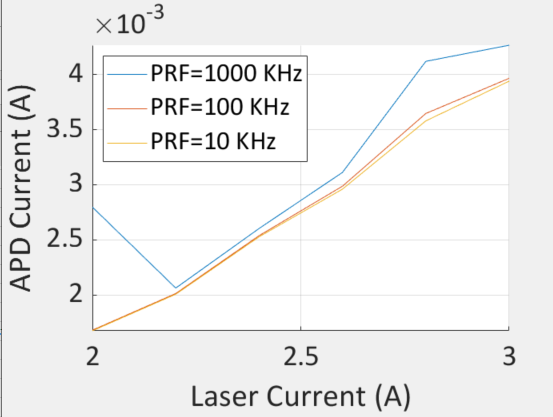 ×10⁻³
4
3.5
3
2.5
2
APD Current (A)
PRF=1000 KHz
PRF=100 KHz
PRF=10 KHz
2 2.5 3
Laser Current (A)